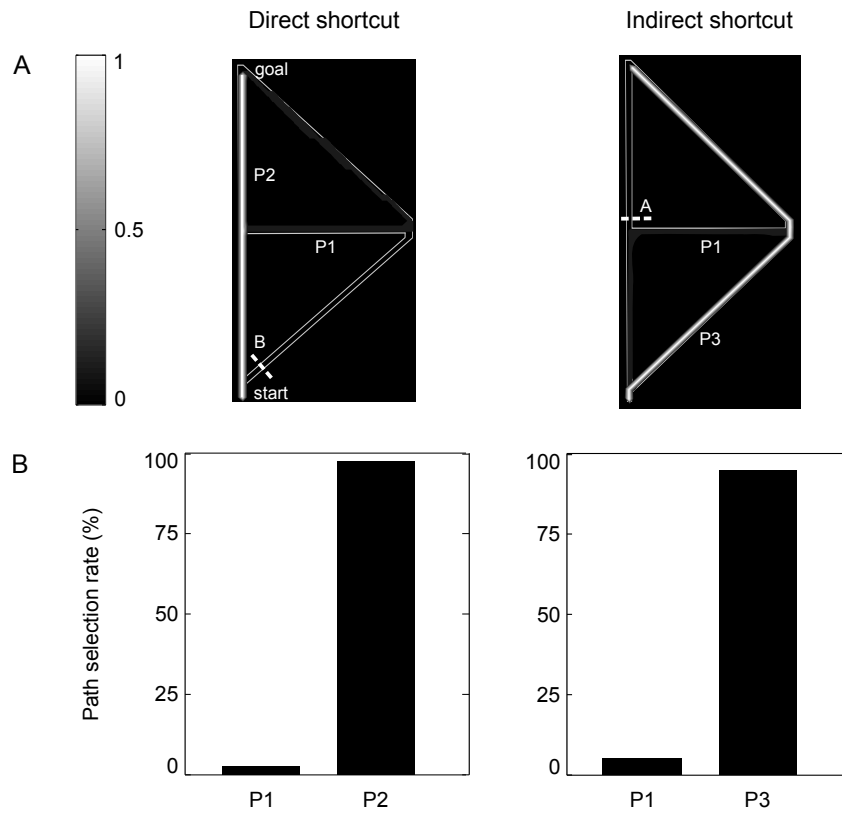 Direct shortcut
Indirect shortcut
A
1
0.5
0
goal
P2
P1
B
start
A
P1
P3
B
Path selection rate (%)
100
75
50
25
0
P1 P2
100
75
50
25
0
P1 P3